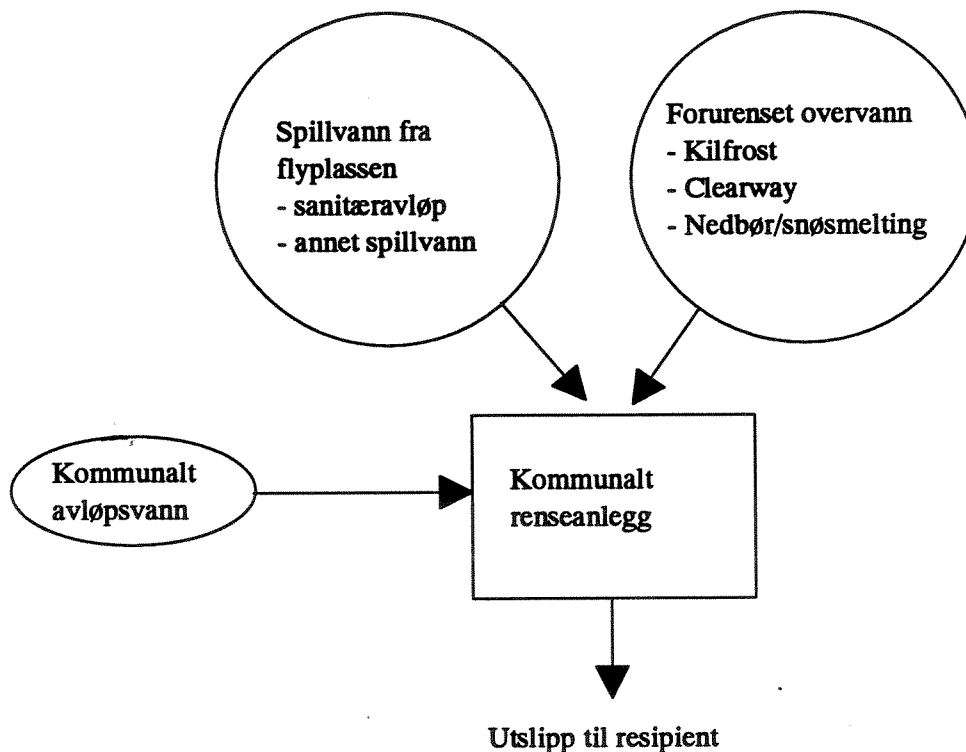 Spillvann fra
flyplassen
- sanitæravløp
- annet spillvann
Forurenset overvann
- Kilfrost
- Clearway
- Nedbør/snøsmelting
Kommunalt
avløpsvann
Kommunalt
renseanlegg
Utslipp til resipient